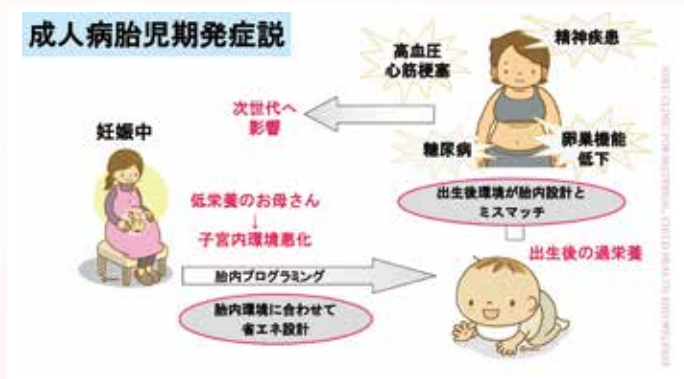 成人病胎児期発症説
高血圧
心筋梗塞
精神疾患
次世代へ
影響
妊娠中
糖尿病
卵巣機能
低下
低栄養のお母さん
↓
子宮内環境悪化
出生後環境が胎内設計と
ミスマッチ
出生後の過栄養
胎内プログラミング
胎内環境に合わせて
省エネ設計